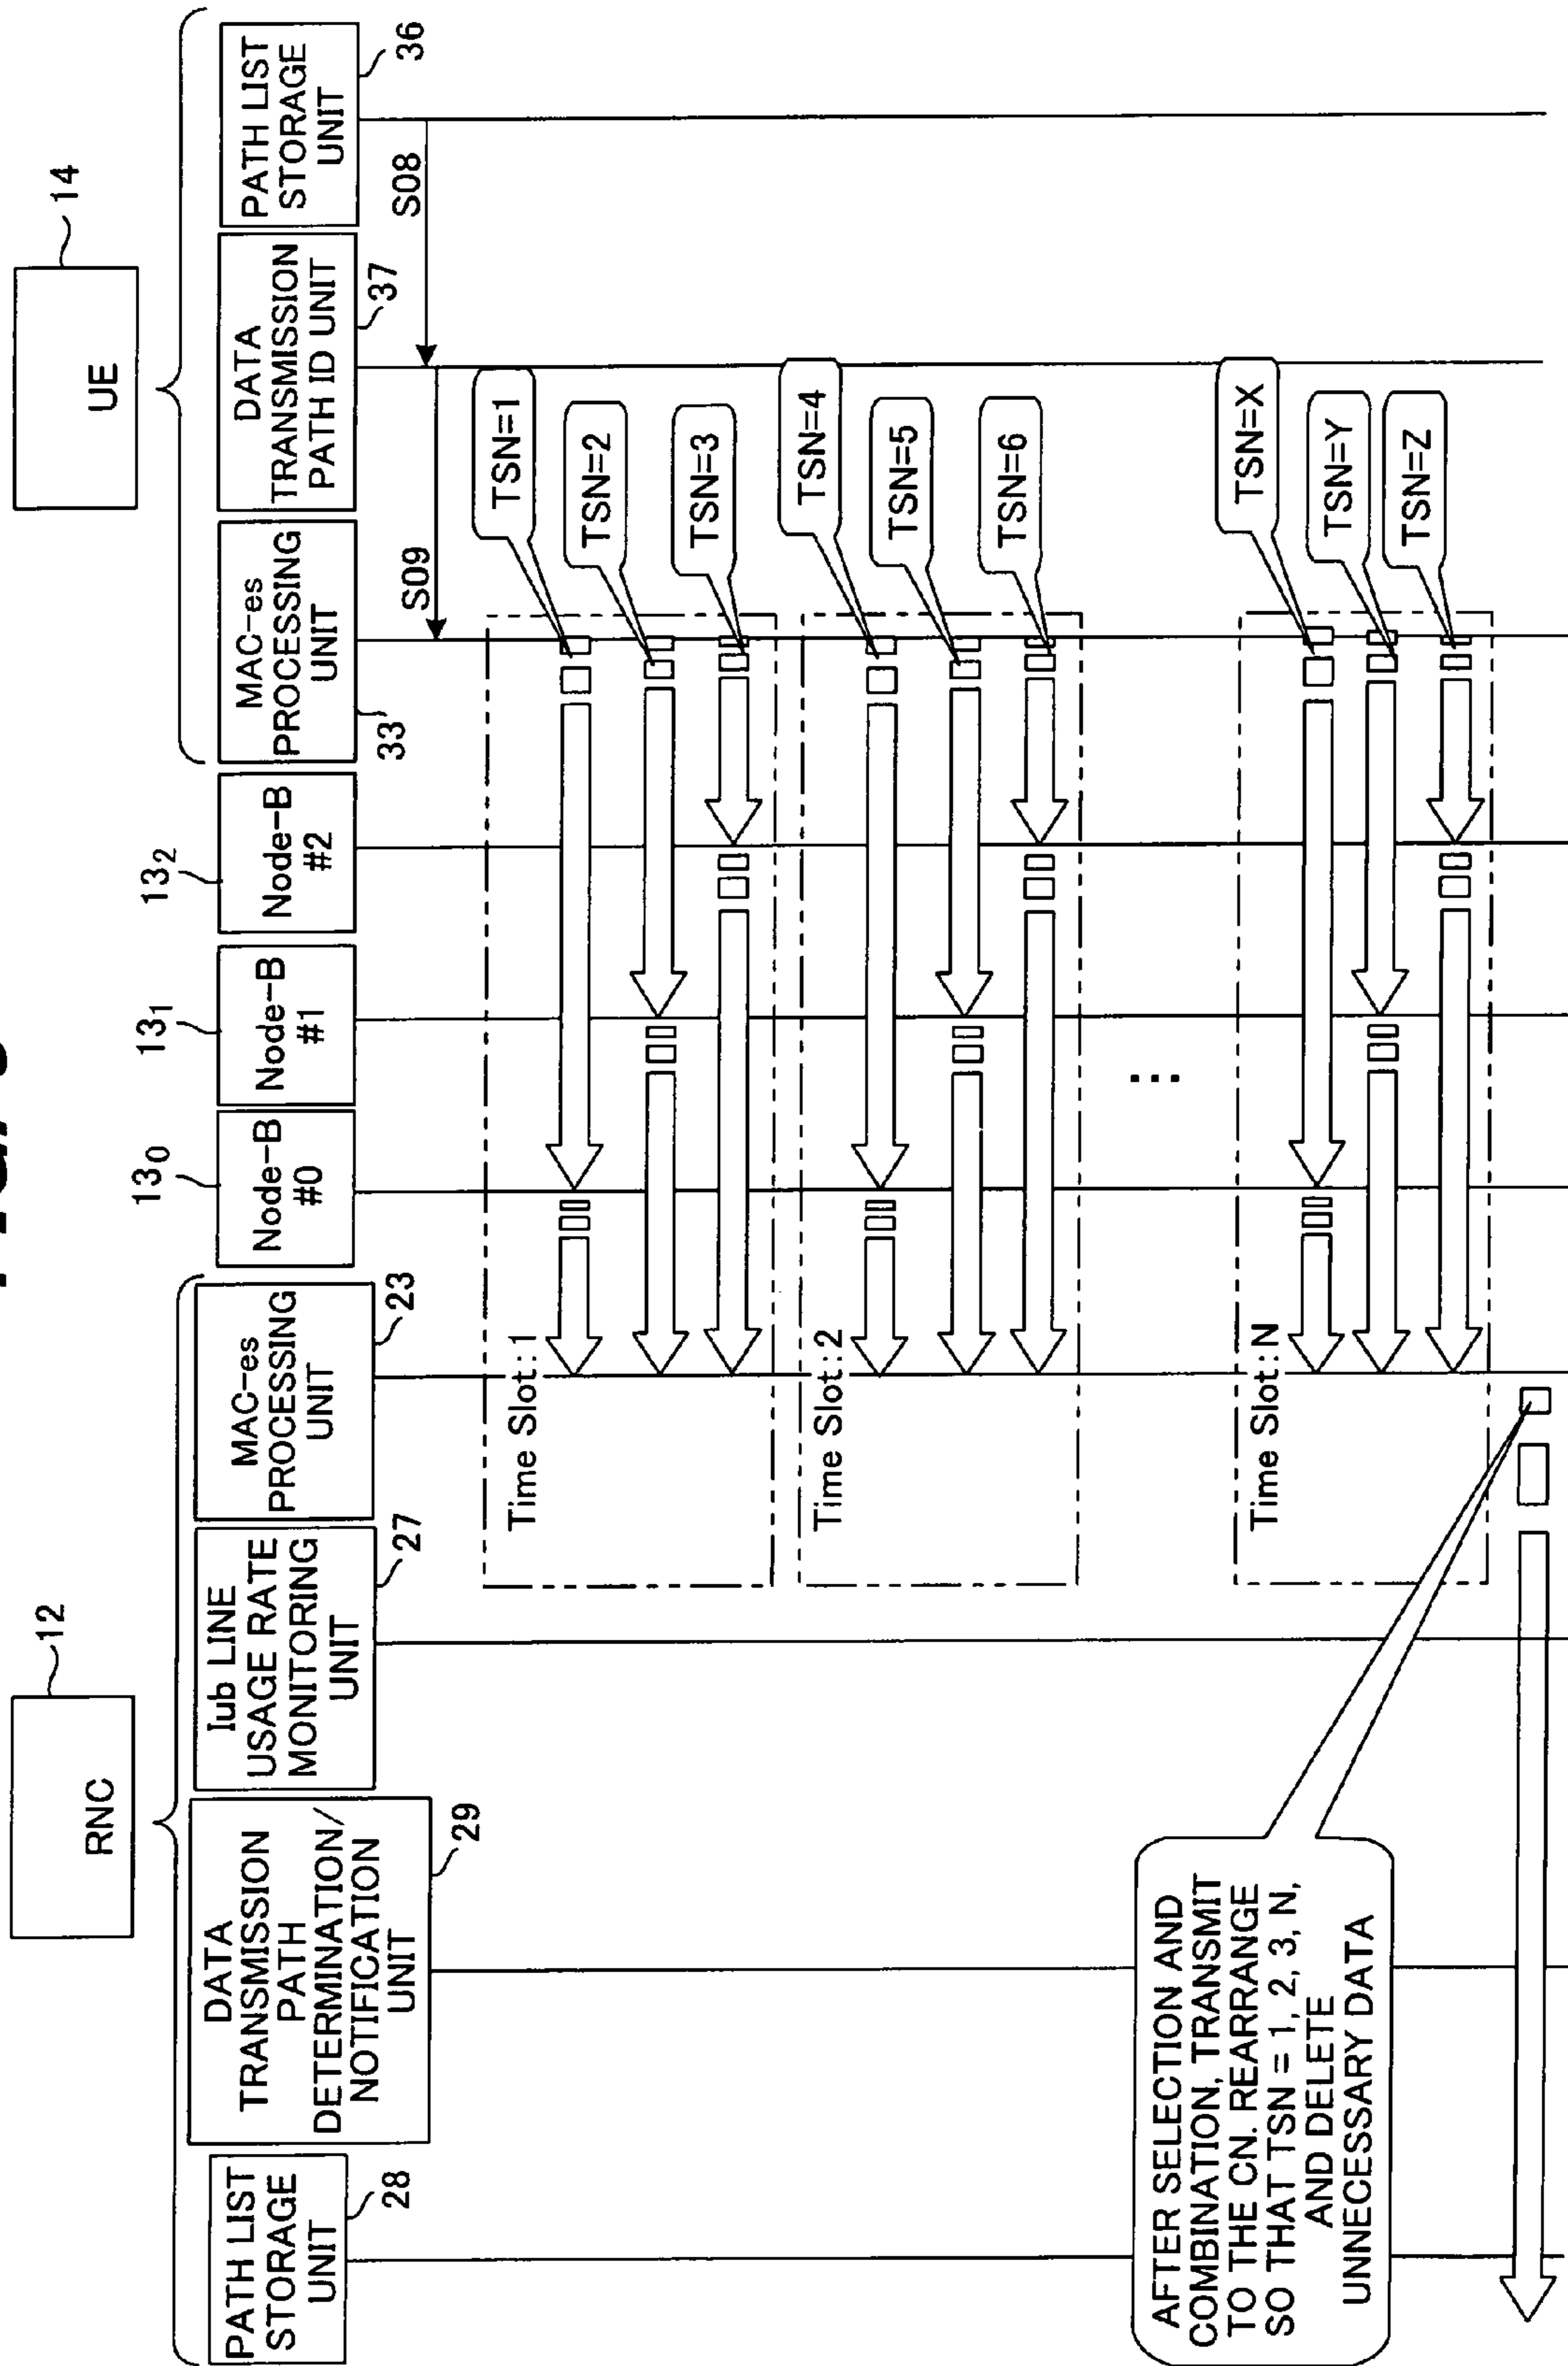 RNC
12
UE
14
PATH LIST
STORAGE
UNIT
28
DATA
TRANSMISSION
PATH
DETERMINATION/
NOTIFICATION
UNIT
29
Iub LINE
USAGE RATE
MONITORING
UNIT
27
MAC-es
PROCESSING
UNIT
23
130
Node-B
#0
131
Node-B
#1
132
Node-B
#2
MAC-es
PROCESSING
UNIT
33
DATA
TRANSMISSION
PATH ID UNIT
37
PATH LIST
STORAGE
UNIT
36
S08
S09
Time Slot:1
TSN=1
TSN=2
TSN=3
Time Slot:2
TSN=4
TSN=5
TSN=6
...
Time Slot:N
TSN=X
TSN=Y
TSN=Z
AFTER SELECTION AND
COMBINATION, TRANSMIT
TO THE CN. REARRANGE
SO THAT TSN = 1, 2, 3, N,
AND DELETE
UNNECESSARY DATA